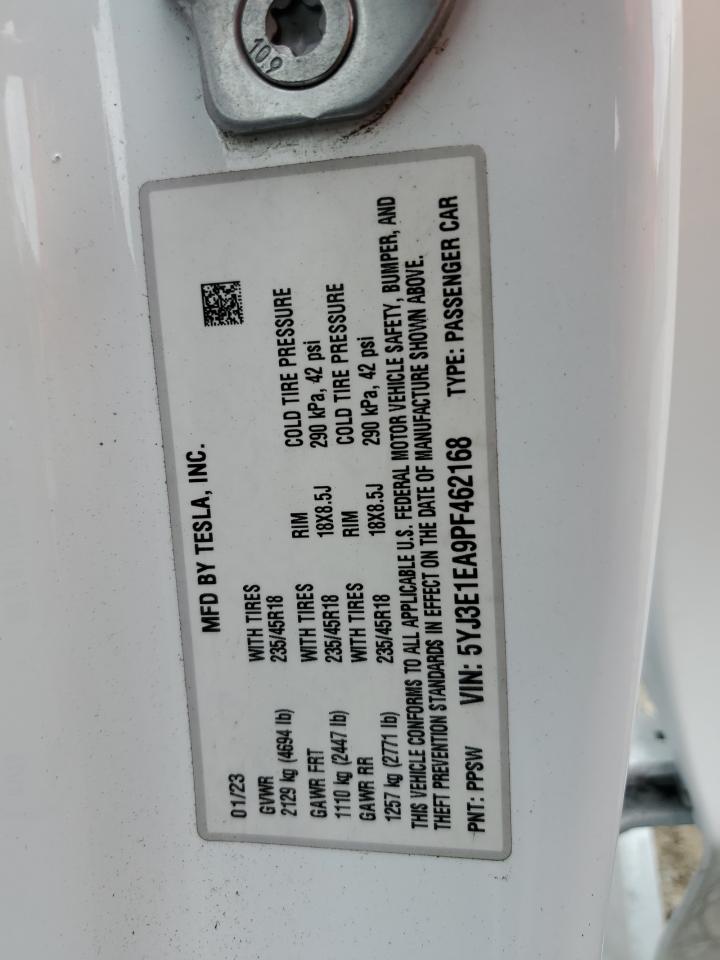 10.9
MFD BY TESLA, INC.
01/23
GVWR WITH TIRES RIM COLD TIRE PRESSURE
2129 kg (4694 lb) 235/45R18 18X8.5J 290 kPa, 42 psi
GAWR FRT WITH TIRES RIM COLD TIRE PRESSURE
1110 kg (2447 lb) 235/45R18 18X8.5J 290 kPa, 42 psi
GAWR RR WITH TIRES
1257 kg (2771 lb) 235/45R18
THIS VEHICLE CONFORMS TO ALL APPLICABLE U.S. FEDERAL MOTOR VEHICLE SAFETY, BUMPER, AND
THEFT PREVENTION STANDARDS IN EFFECT ON THE DATE OF MANUFACTURE SHOWN ABOVE.
PNT: PPSW VIN: 5YJ3E1EA9PF462168 TYPE: PASSENGER CAR